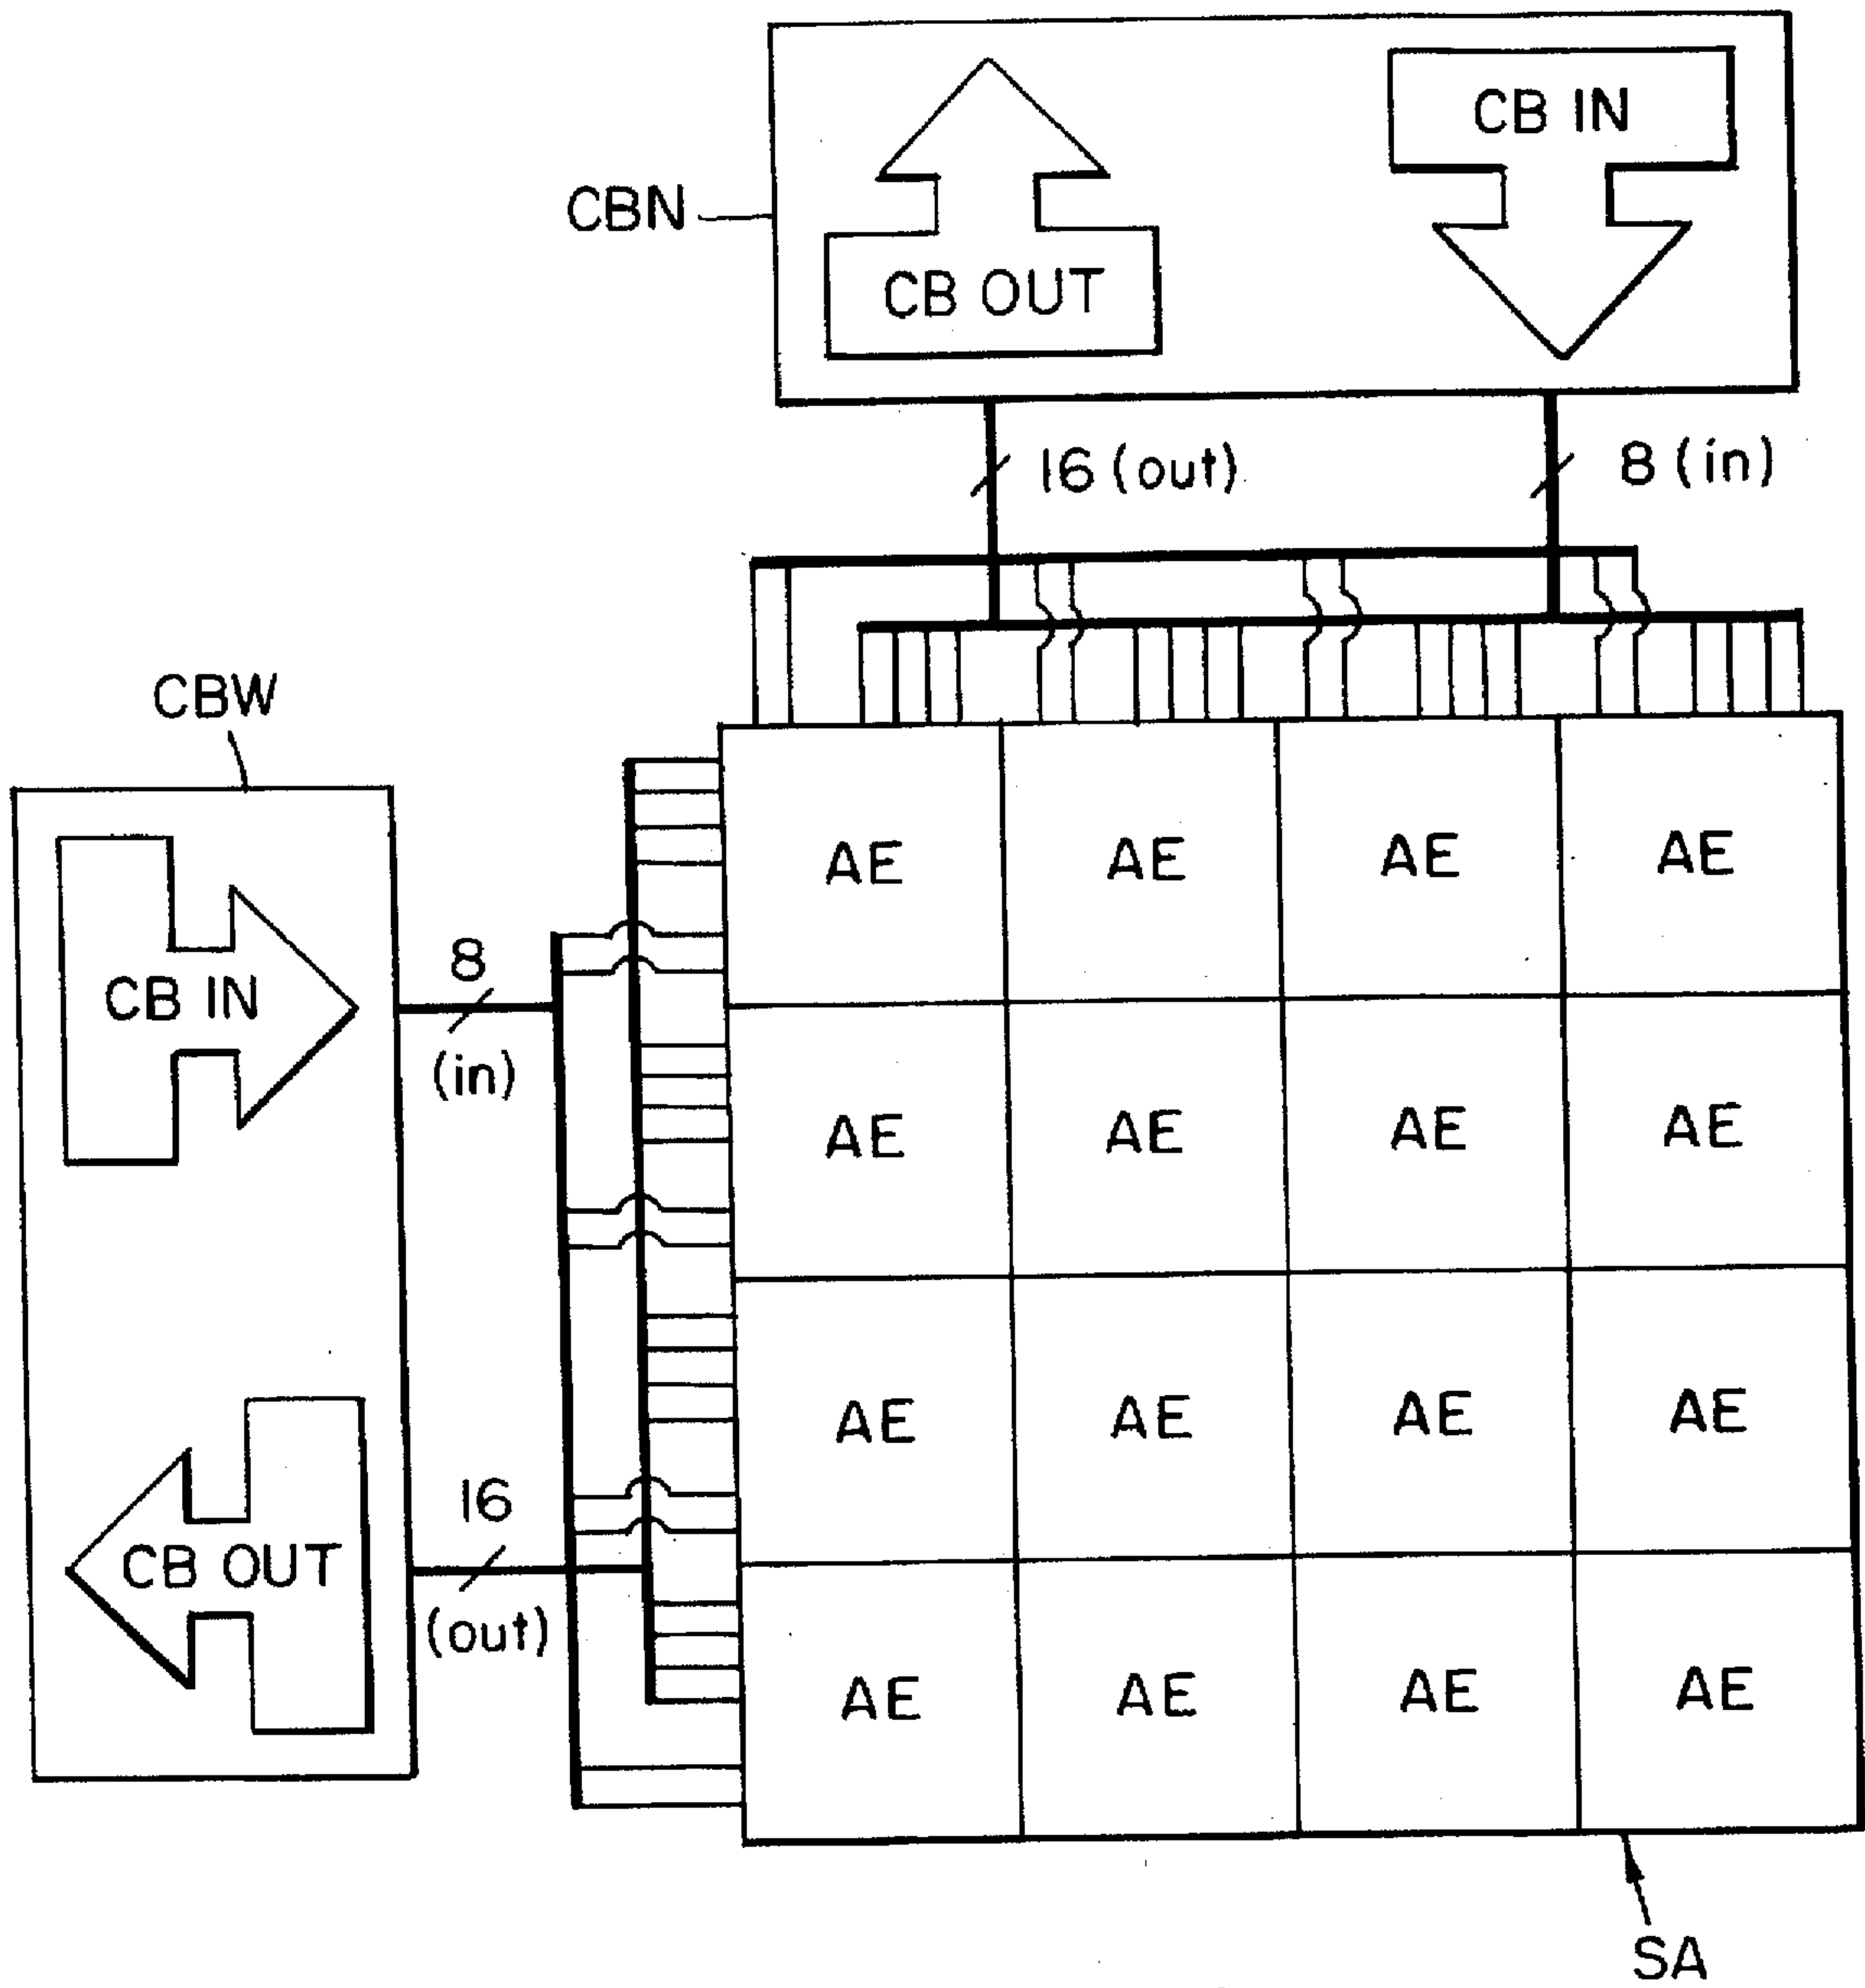 CB IN
CBN
CB OUT
16 (out)
8 (in)
CBW
AE AE AE AE
8
CB IN
(in)
AE AE AE AE
AE AE AE AE
16
CB OUT
(out)
AE AE AE AE
SA